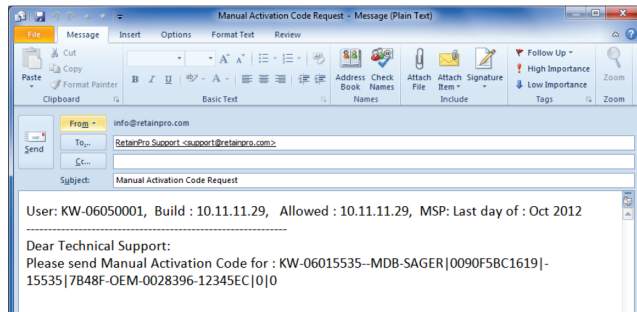 Manual Activation Code Request - Message (Plain Text)
File Message Insert Options Format Text Review
Paste
Cut
Copy
Format Painter
Clipboard
B I U
Basic Text
Address Book
Check Names
Names
Attach File
Attach Item
Signature
Include
Follow Up
High Importance
Low Importance
Tags
Zoom
Zoom
Send
From info@retainpro.com
To... RetainPro Support <support@retainpro.com>
Cc...
Subject: Manual Activation Code Request
User: KW-06050001, Build : 10.11.11.29, Allowed : 10.11.11.29, MSP: Last day of : Oct 2012
------------------------------------------------------------
Dear Technical Support:
Please send Manual Activation Code for : KW-06015535--MDB-SAGER|0090F5BC1619|-
15535|7B48F-OEM-0028396-12345EC|0|0